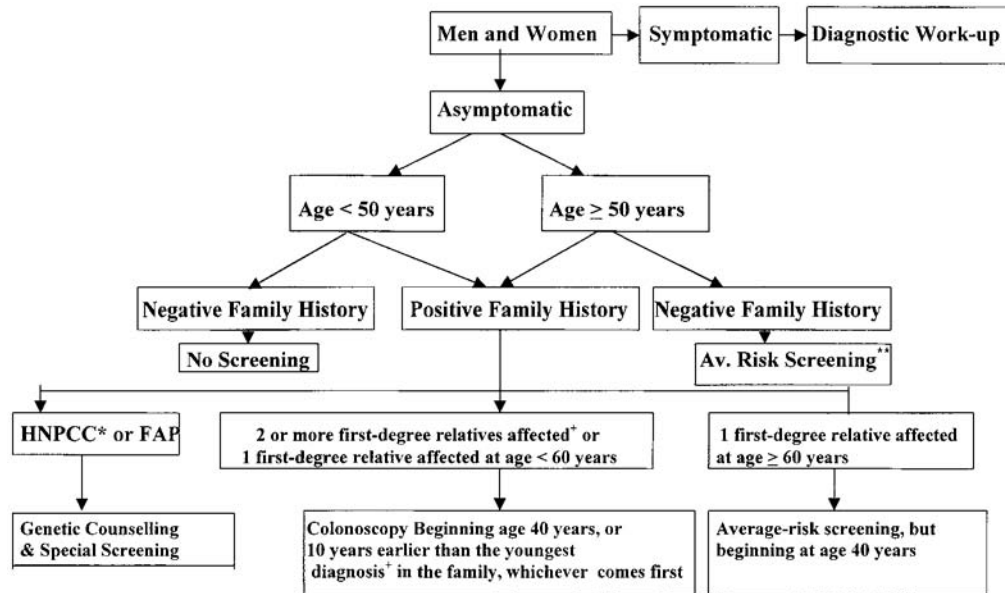 Men and Women
Symptomatic
Diagnostic Work-up
Asymptomatic
Age < 50 years
Age ≥ 50 years
Negative Family History
Positive Family History
Negative Family History
No Screening
Av. Risk Screening**
HNPCC* or FAP
2 or more first-degree relatives affected+ or
1 first-degree relative affected at age < 60 years
1 first-degree relative affected
at age ≥ 60 years
Genetic Counselling
& Special Screening
Colonoscopy Beginning age 40 years, or
10 years earlier than the youngest
diagnosis+ in the family, whichever comes first
Average-risk screening, but
beginning at age 40 years